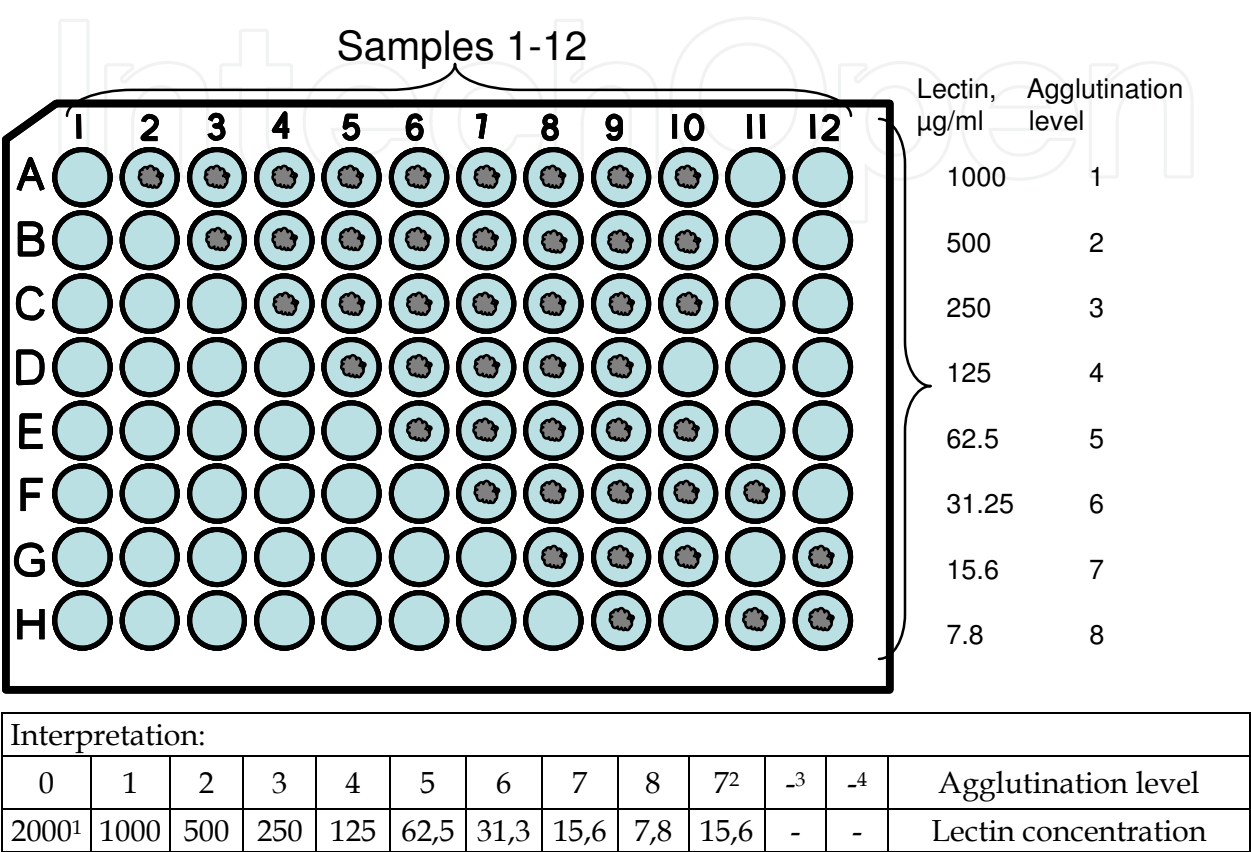 IntechOpen
Samples 1-12
Lectin, Agglutination
µg/ml level
1 2 3 4 5 6 7 8 9 10 11 12
A 1000 1
B 500 2
C 250 3
D 125 4
E 62.5 5
F 31.25 6
G 15.6 7
H 7.8 8
Interpretation:
0 1 2 3 4 5 6 7 8 7² -³ -⁴ Agglutination level
2000¹ 1000 500 250 125 62,5 31,3 15,6 7,8 15,6 - - Lectin concentration